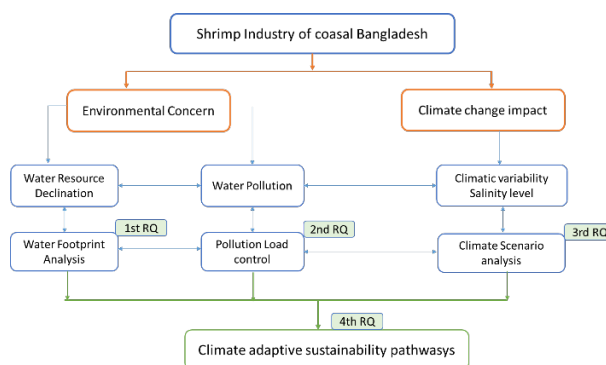 Shrimp Industry of coasal Bangladesh
Environmental Concern
Climate change impact
Water Resource
Declination
Water Pollution
Climatic variability
Salinity level
1st RQ
2nd RQ
3rd RQ
Water Footprint
Analysis
Pollution Load
control
Climate Scenario
analysis
4th RQ
Climate adaptive sustainability pathwasys